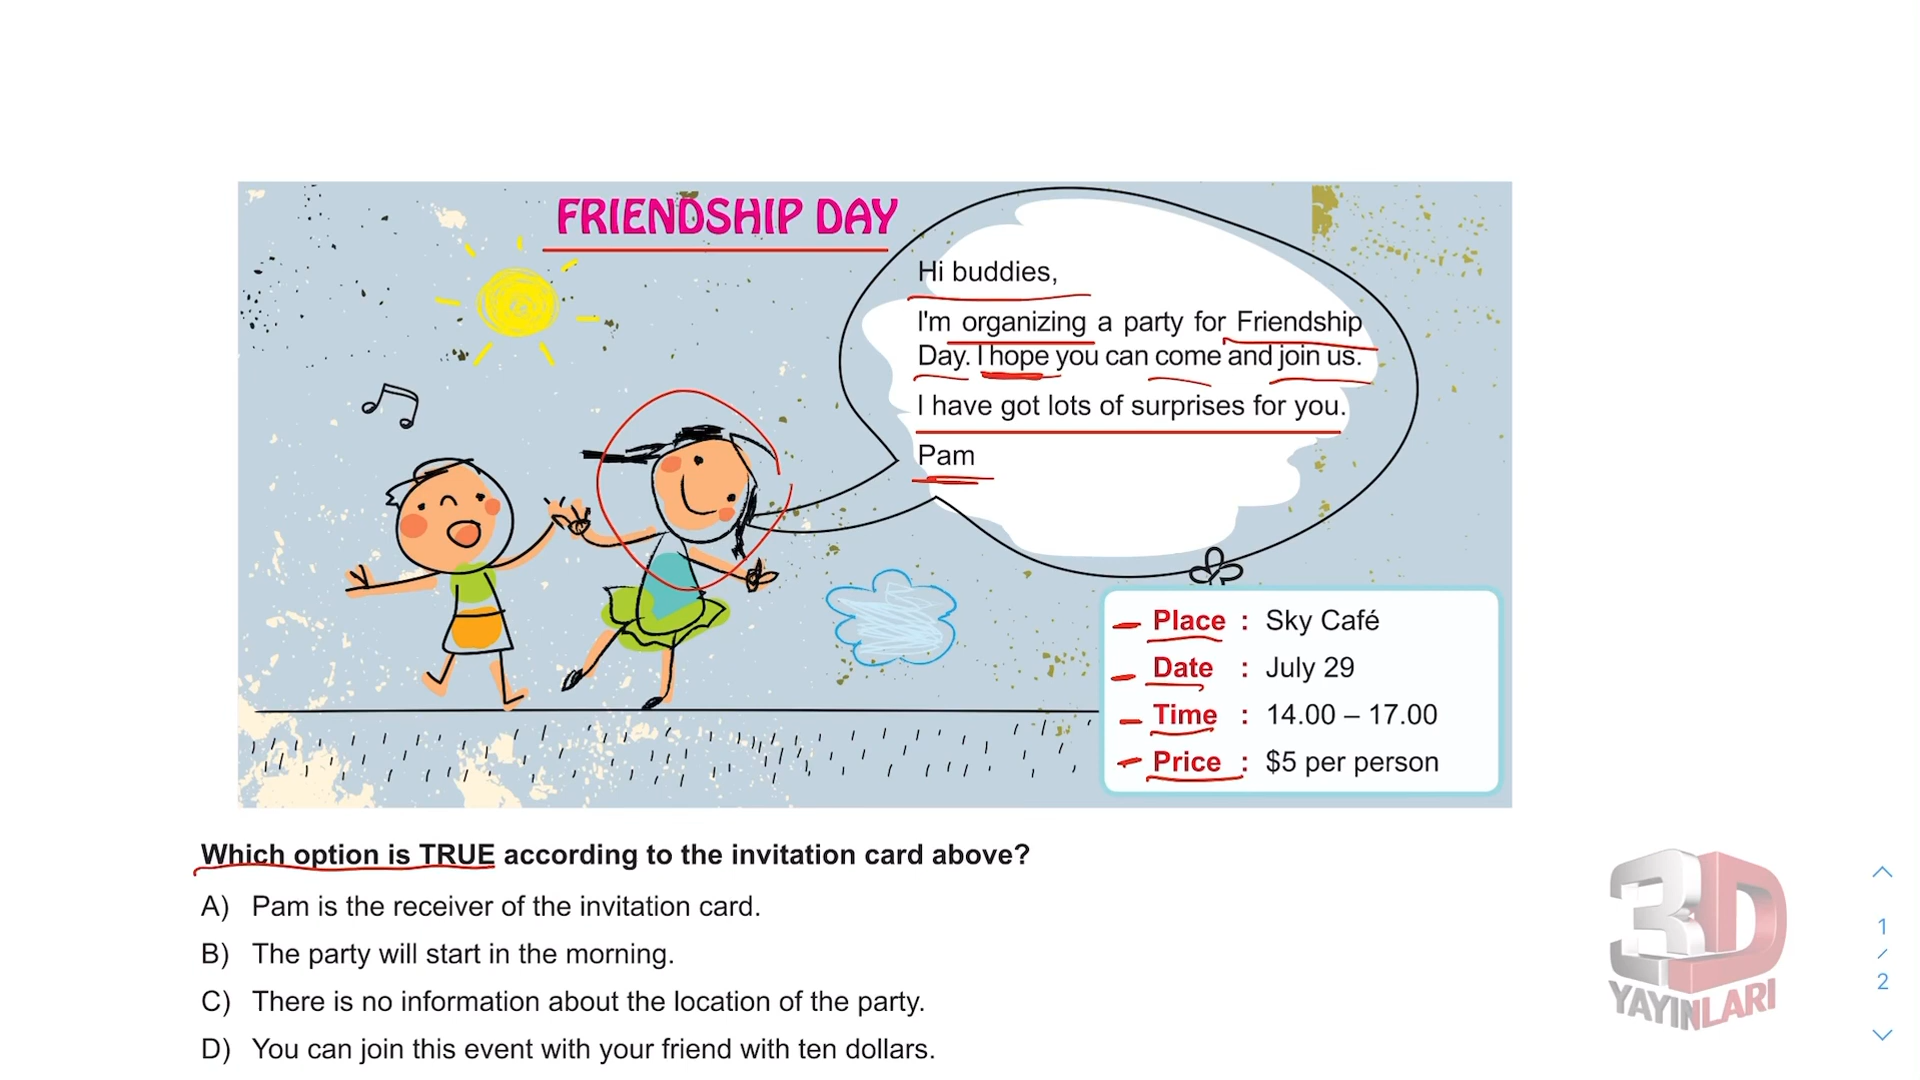 FRIENDSHIP DAY
Hi buddies,
I'm organizing a party for Friendship
Day. I hope you can come and join us.
I have got lots of surprises for you.
Pam
Place : Sky Café
Date : July 29
Time : 14.00 – 17.00
Price : $5 per person
Which option is TRUE according to the invitation card above?
A) Pam is the receiver of the invitation card.
B) The party will start in the morning.
C) There is no information about the location of the party.
D) You can join this event with your friend with ten dollars.
3D
YAYINLARI
1
/
2